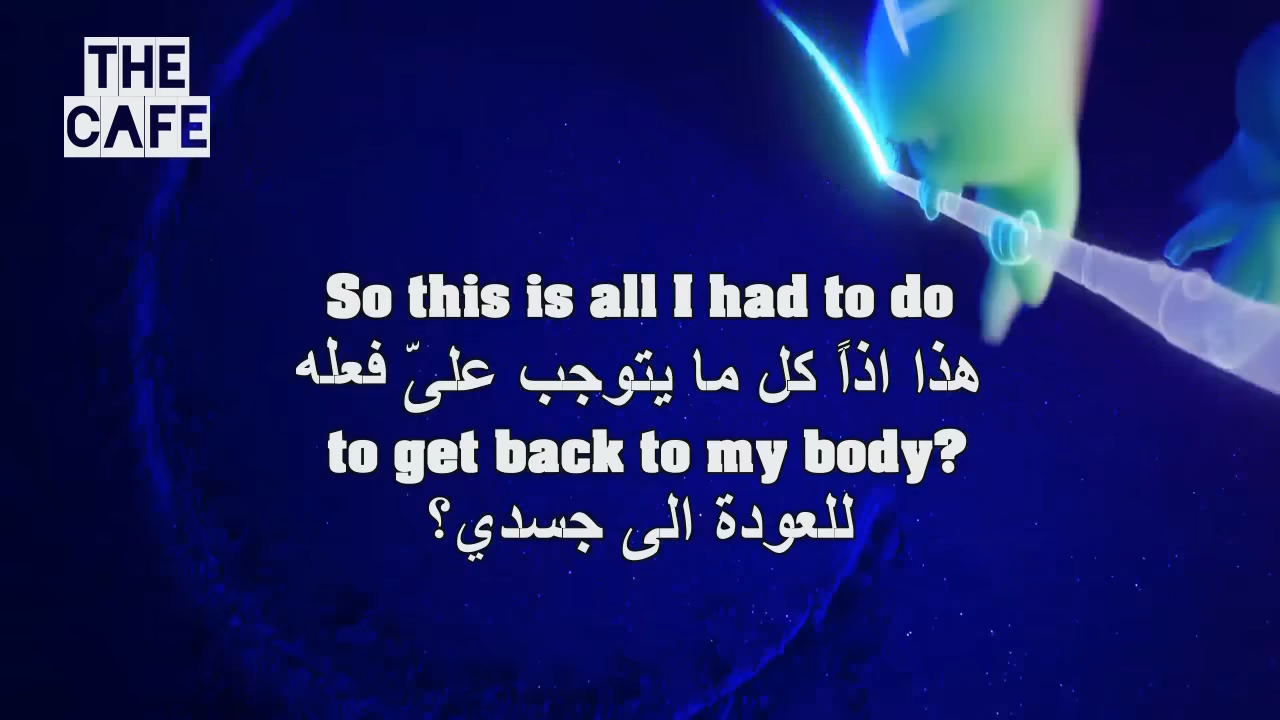 THE
CAFE
So this is all I had to do
هذا اذاً كل ما يتوجب علىّ فعله
to get back to my body?
للعودة الى جسدي؟